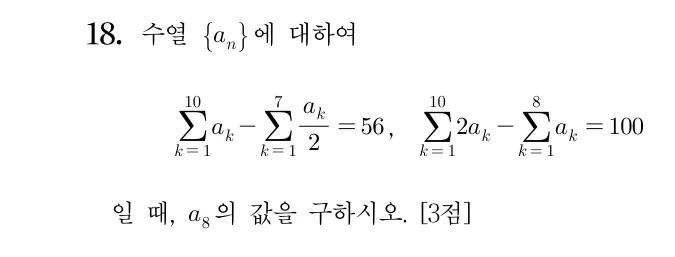 18. 수열 {aₙ}에 대하여
∑_{k=1}^{10} a_k − ∑_{k=1}^{7} a_k/2 = 56, ∑_{k=1}^{10} 2a_k − ∑_{k=1}^{8} a_k = 100
일 때, a₈의 값을 구하시오. [3점]